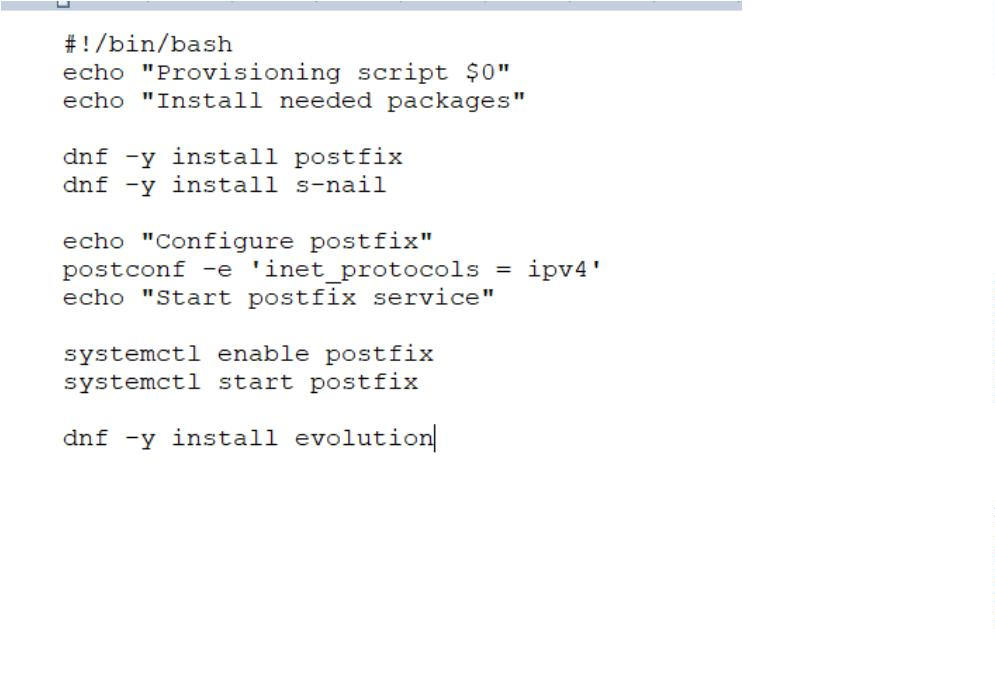 #!/bin/bash
echo "Provisioning script $0"
echo "Install needed packages"
dnf -y install postfix
dnf -y install s-nail
echo "Configure postfix"
postconf -e 'inet_protocols = ipv4'
echo "Start postfix service"
systemctl enable postfix
systemctl start postfix
dnf -y install evolution